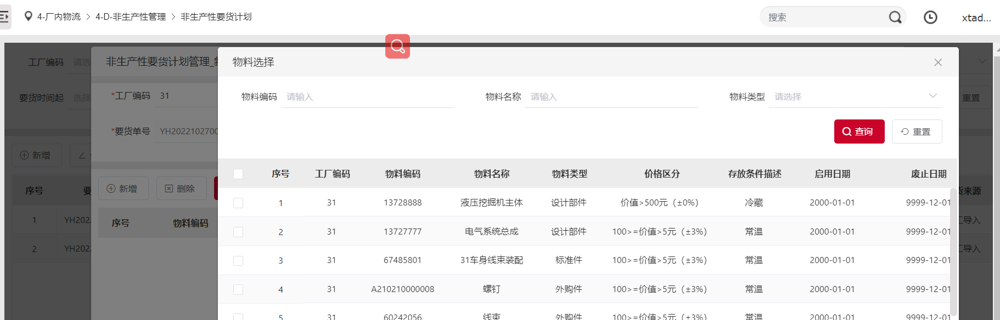 4-厂内物流 > 4-D-非生产性管理 > 非生产性要货计划
搜索
xtad...
工厂编码 请选
要货时间起 选择
重置
新增
序号
1 YH202
2 YH202
货来源
工导入
工导入
非生产性要货计划管理_新
*工厂编码 31
*要货单号 YH2022102700
新增 删除
序号 物料编码
物料选择
物料编码 请输入 物料名称 请输入 物料类型 请选择
查询 重置
序号 工厂编码 物料编码 物料名称 物料类型 价格区分 存放条件描述 启用日期 废止日期
1 31 13728888 液压挖掘机主体 设计部件 价值>500元（±0%） 冷藏 2000-01-01 9999-12-01
2 31 13727777 电气系统总成 设计部件 100>=价值>5元（±3%） 常温 2000-01-01 9999-12-01
3 31 67485801 31车身线束装配 标准件 100>=价值>5元（±3%） 常温 2000-01-01 9999-12-01
4 31 A210210000008 螺钉 外购件 100>=价值>5元（±3%） 常温 2000-01-01 9999-12-01
5 31 60242056 线束 外购件 100>=价值>5元（±3%） 常温 2000-01-01 9999-12-01